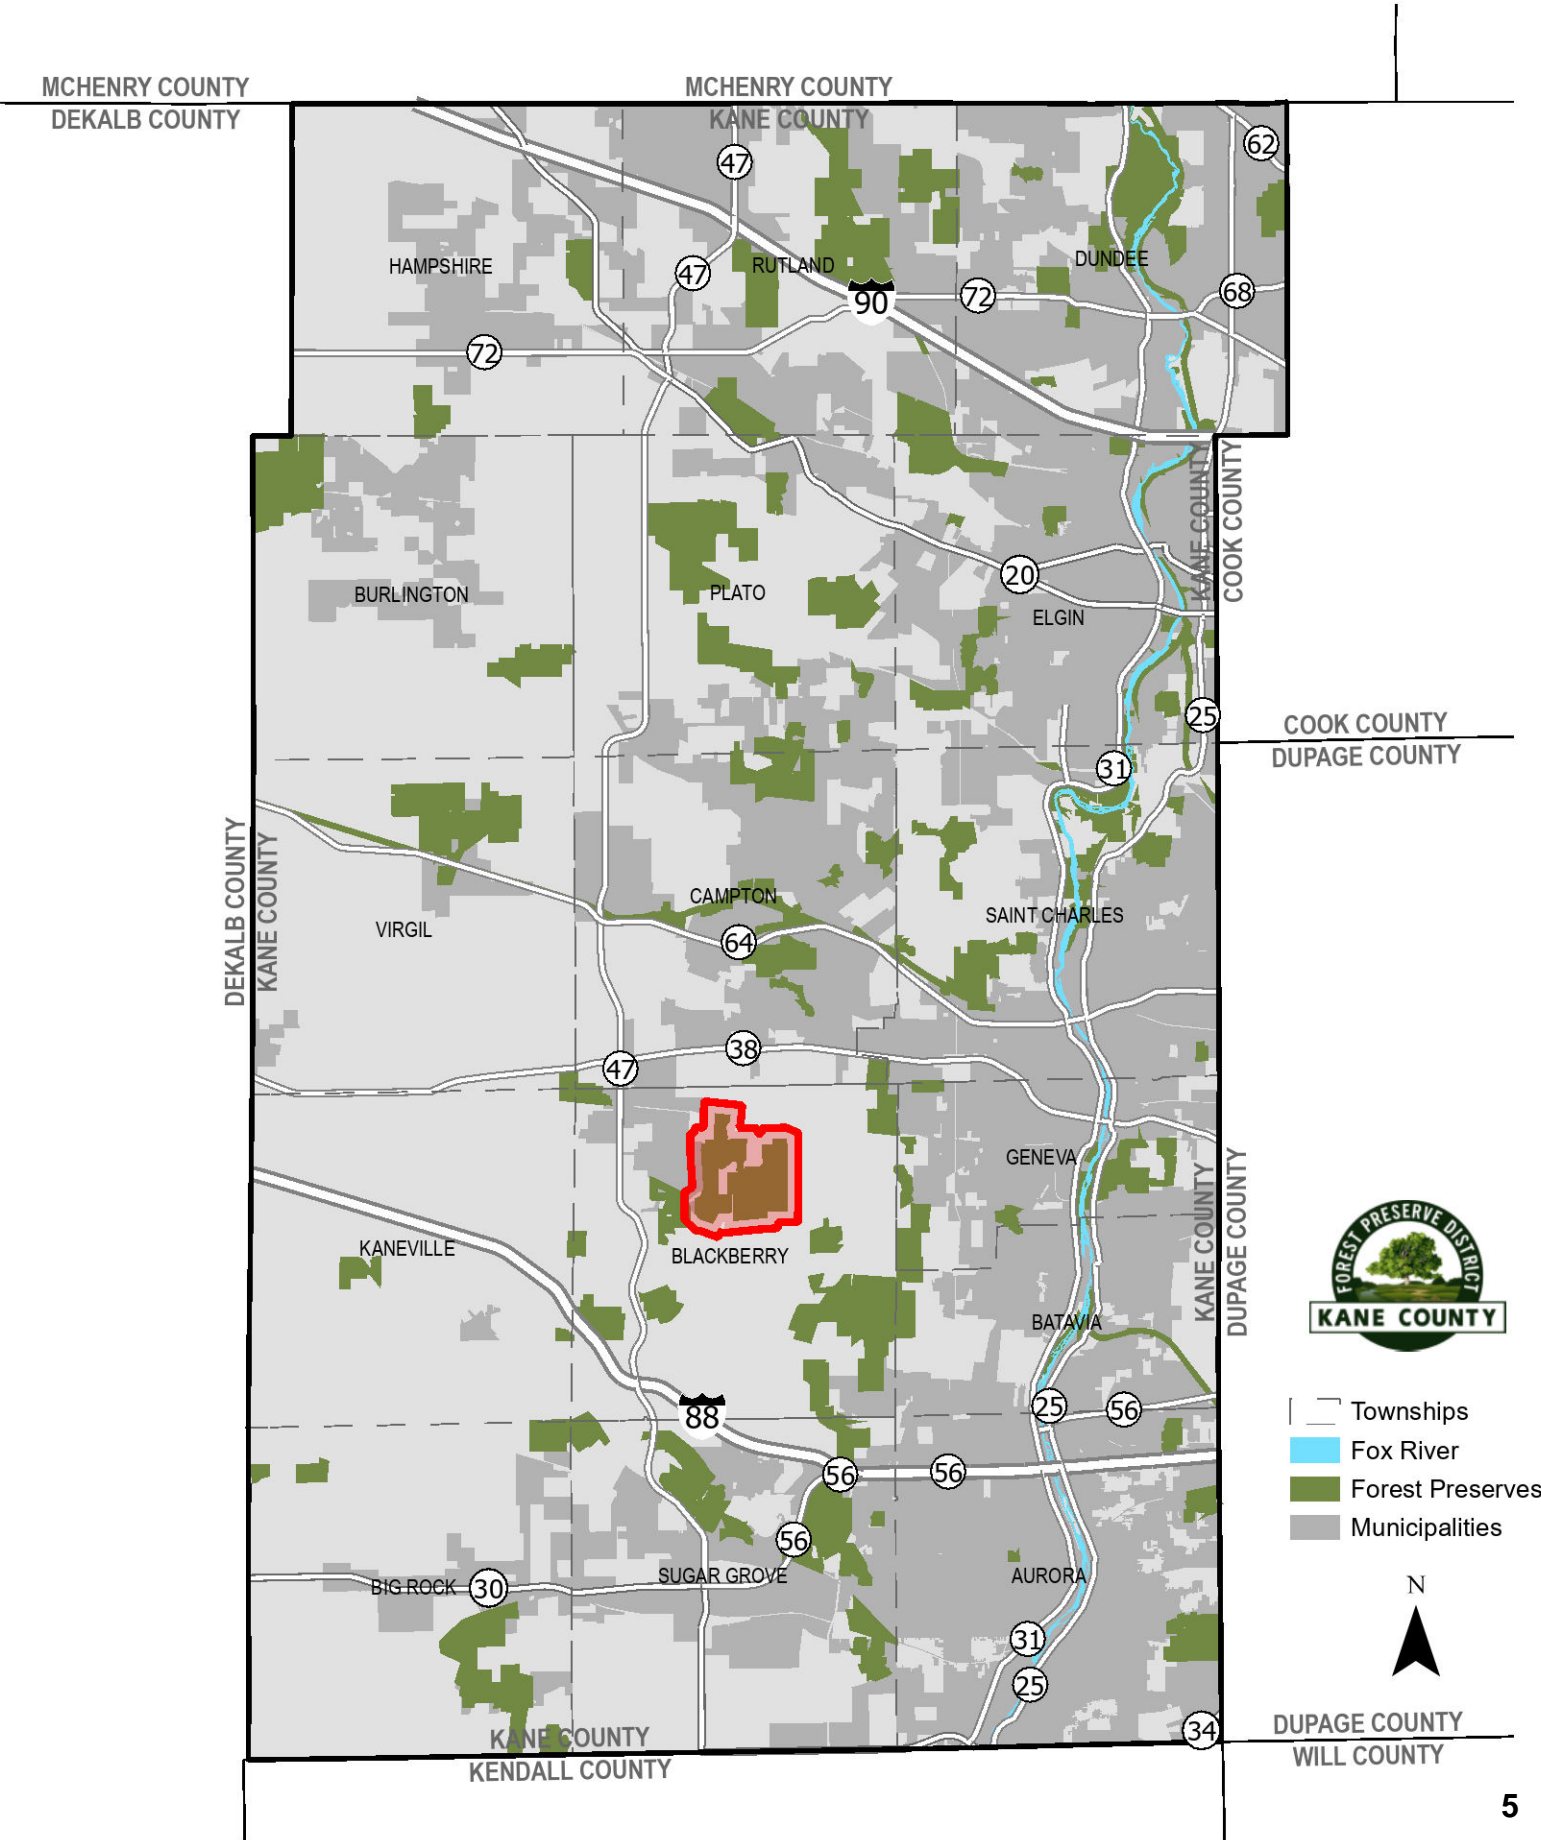 MCHENRY COUNTY
DEKALB COUNTY
MCHENRY COUNTY
KANE COUNTY
62
47
HAMPSHIRE
47
RUTLAND
DUNDEE
90
72
68
72
KANE COUNTY
COOK COUNTY
BURLINGTON
PLATO
20
ELGIN
25
COOK COUNTY
DUPAGE COUNTY
31
DEKALB COUNTY
KANE COUNTY
CAMPTON
VIRGIL
64
SAINT CHARLES
38
47
GENEVA
KANE COUNTY
DUPAGE COUNTY
KANEVILLE
BLACKBERRY
BATAVIA
FOREST PRESERVE DISTRICT
KANE COUNTY
88
25
56
56
56
56
Townships
Fox River
Forest Preserves
Municipalities
BIG ROCK
30
SUGAR GROVE
AURORA
N
31
25
34
KANE COUNTY
KENDALL COUNTY
DUPAGE COUNTY
WILL COUNTY
5